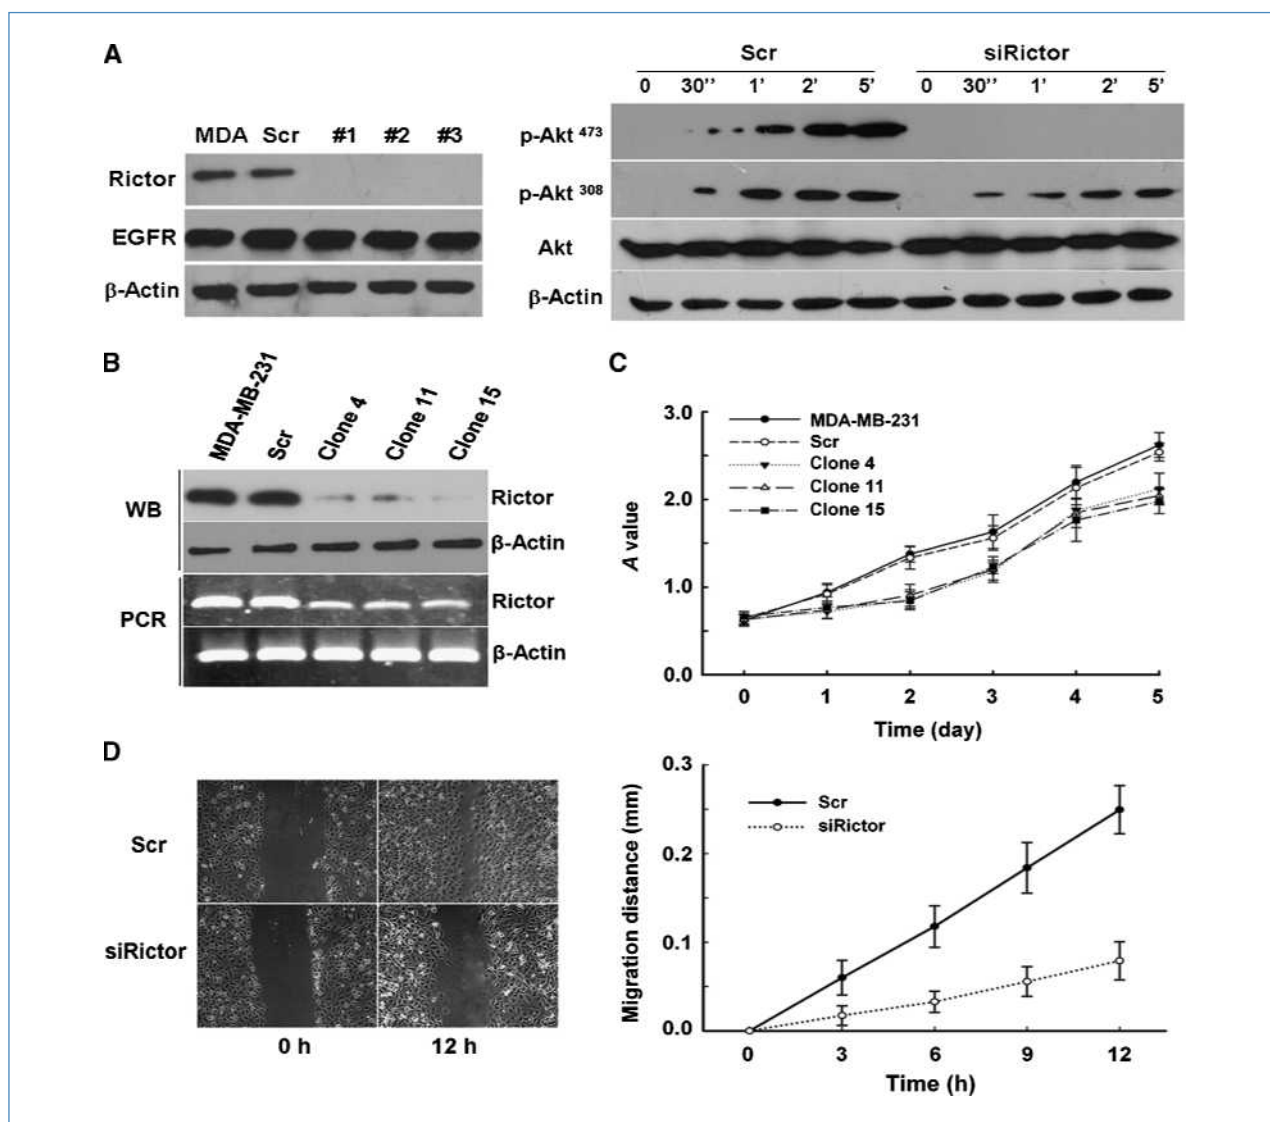 A
Scr siRictor
0 30’’ 1’ 2’ 5’ 0 30’’ 1’ 2’ 5’
MDA Scr #1 #2 #3
Rictor
EGFR
β-Actin
p-Akt 473
p-Akt 308
Akt
β-Actin
B
MDA-MB-231
Scr
Clone 4
Clone 11
Clone 15
WB
Rictor
β-Actin
PCR
Rictor
β-Actin
C
MDA-MB-231
Scr
Clone 4
Clone 11
Clone 15
3.0
2.0
1.0
0.0
A value
0 1 2 3 4 5
Time (day)
D
Scr
siRictor
0 h 12 h
Scr
siRictor
0.3
0.2
0.1
0.0
Migration distance (mm)
0 3 6 9 12
Time (h)